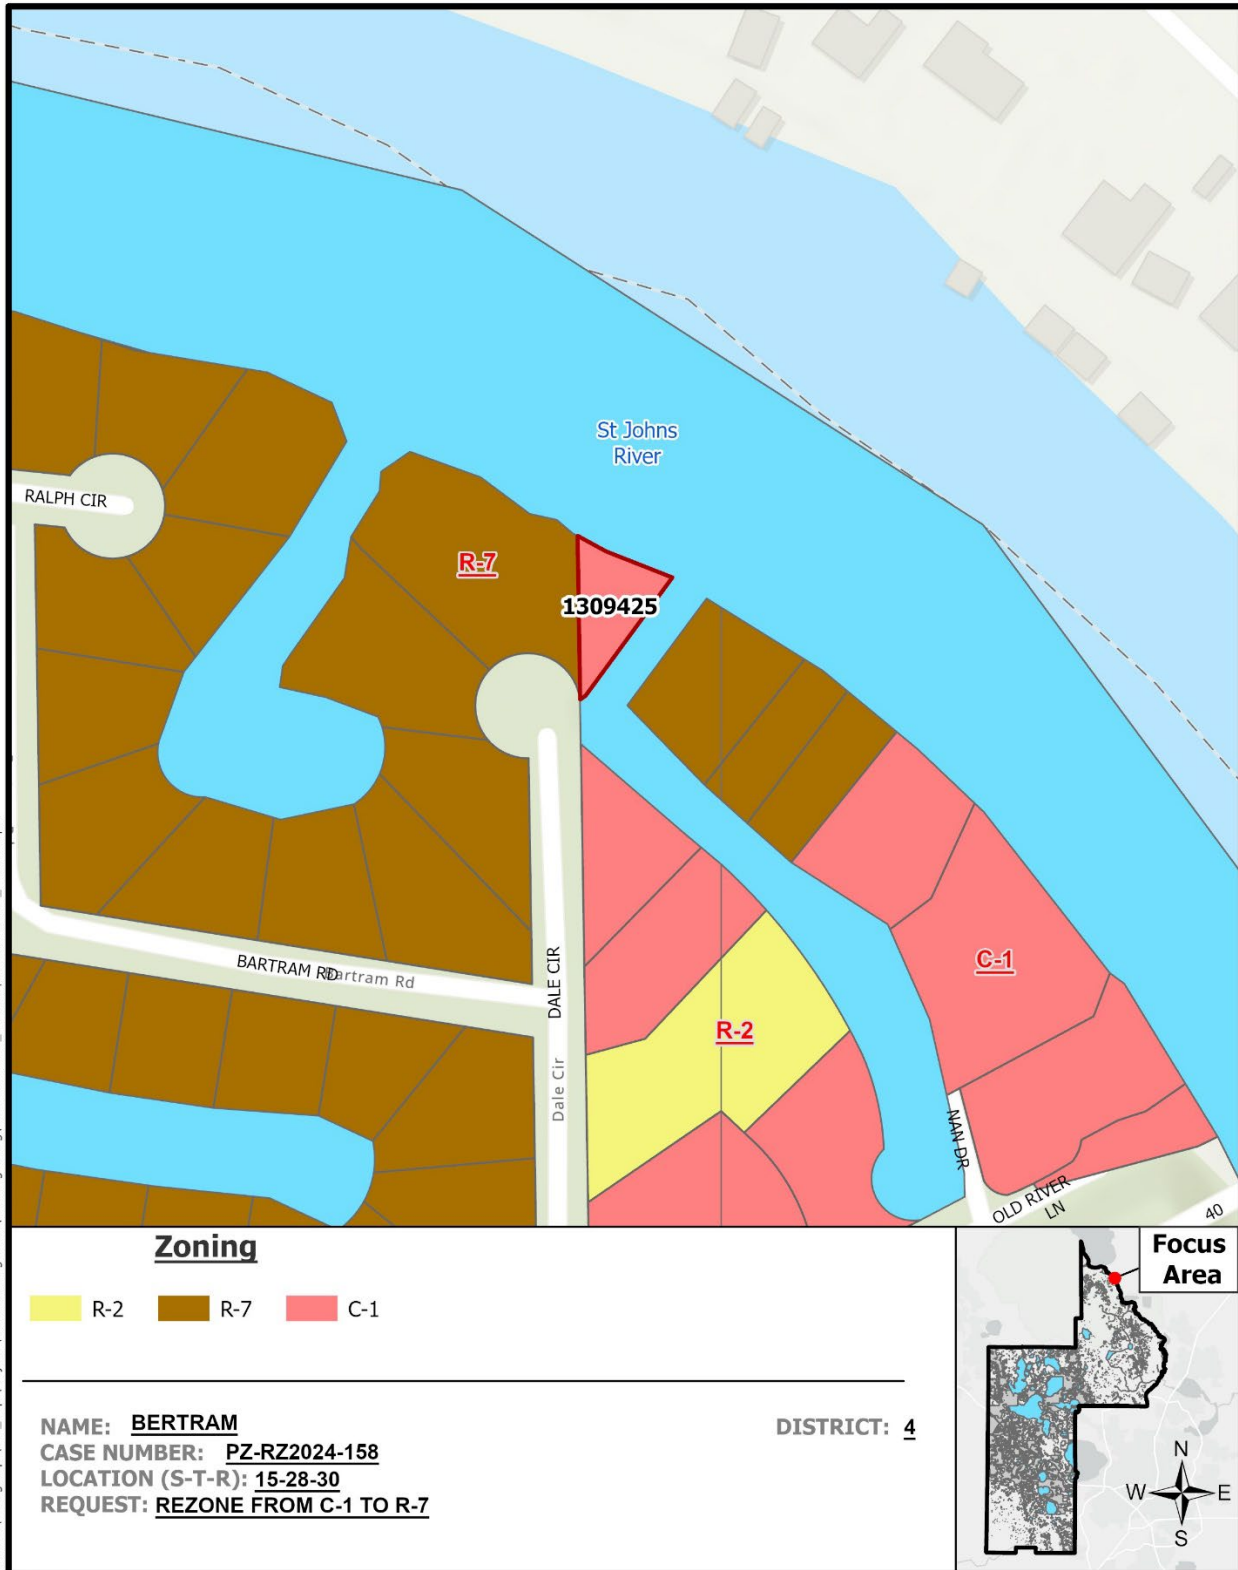 St Johns
River
RALPH CIR
R-7
1309425
BARTRAM RD
Bartram Rd
DALE CIR
Dale Cir
C-1
R-2
NAN DR
OLD RIVER
LN
40
Zoning
R-2
R-7
C-1
Focus
Area
NAME: BERTRAM
CASE NUMBER: PZ-RZ2024-158
LOCATION (S-T-R): 15-28-30
REQUEST: REZONE FROM C-1 TO R-7
DISTRICT: 4
N
W
E
S